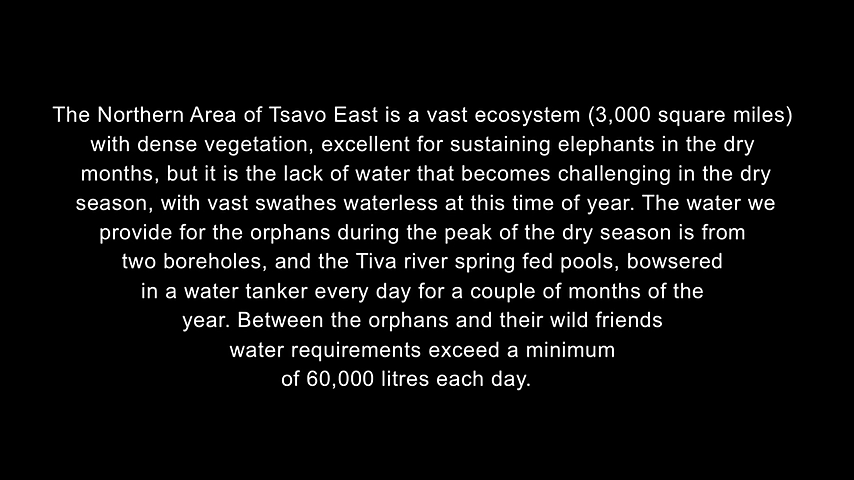 The Northern Area of Tsavo East is a vast ecosystem (3,000 square miles)
with dense vegetation, excellent for sustaining elephants in the dry
months, but it is the lack of water that becomes challenging in the dry
season, with vast swathes waterless at this time of year. The water we
provide for the orphans during the peak of the dry season is from
two boreholes, and the Tiva river spring fed pools, bowsered
in a water tanker every day for a couple of months of the
year. Between the orphans and their wild friends
water requirements exceed a minimum
of 60,000 litres each day.